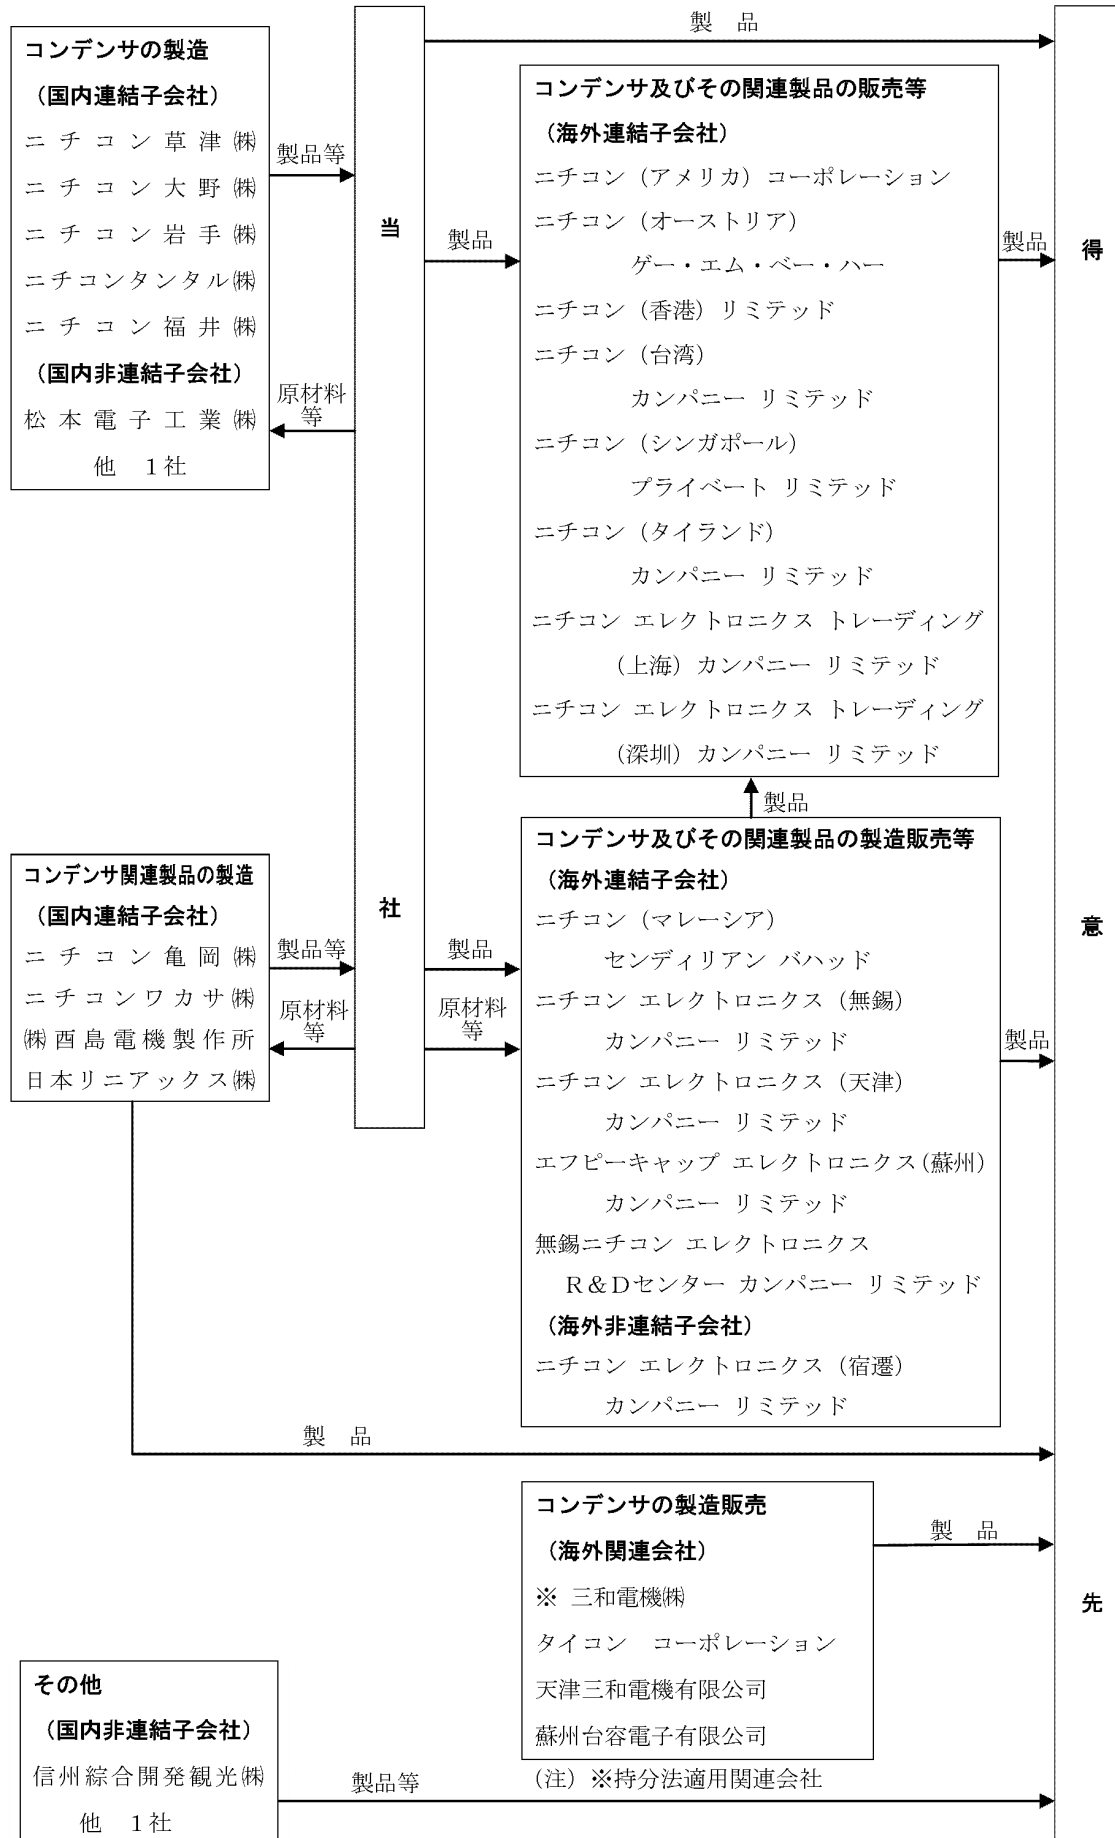 製 品
コンデンサの製造
(国内連結子会社)
ニチコン草津㈱
ニチコン大野㈱
ニチコン岩手㈱
ニチコンタンタル㈱
ニチコン福井㈱
(国内非連結子会社)
松本電子工業㈱
他 1社
製品等
原材料
等
当
社
製品
コンデンサ及びその関連製品の販売等
(海外連結子会社)
ニチコン(アメリカ)コーポレーション
ニチコン(オーストリア)
ゲー・エム・ベー・ハー
ニチコン(香港)リミテッド
ニチコン(台湾)
カンパニー リミテッド
ニチコン(シンガポール)
プライベート リミテッド
ニチコン(タイランド)
カンパニー リミテッド
ニチコン エレクトロニクス トレーディング
(上海)カンパニー リミテッド
ニチコン エレクトロニクス トレーディング
(深圳)カンパニー リミテッド
製品
得
意
先
製品
コンデンサ関連製品の製造
(国内連結子会社)
ニチコン亀岡㈱
ニチコンワカサ㈱
㈱酉島電機製作所
日本リニアックス㈱
製品等
原材料
等
製品
原材料
等
コンデンサ及びその関連製品の製造販売等
(海外連結子会社)
ニチコン(マレーシア)
センディリアン バハッド
ニチコン エレクトロニクス(無錫)
カンパニー リミテッド
ニチコン エレクトロニクス(天津)
カンパニー リミテッド
エフピーキャップ エレクトロニクス(蘇州)
カンパニー リミテッド
無錫ニチコン エレクトロニクス
R&Dセンター カンパニー リミテッド
(海外非連結子会社)
ニチコン エレクトロニクス(宿遷)
カンパニー リミテッド
製品
製 品
コンデンサの製造販売
(海外関連会社)
※ 三和電機㈱
タイコン コーポレーション
天津三和電機有限公司
蘇州台容電子有限公司
(注)※持分法適用関連会社
製 品
その他
(国内非連結子会社)
信州綜合開発観光㈱
他 1社
製品等